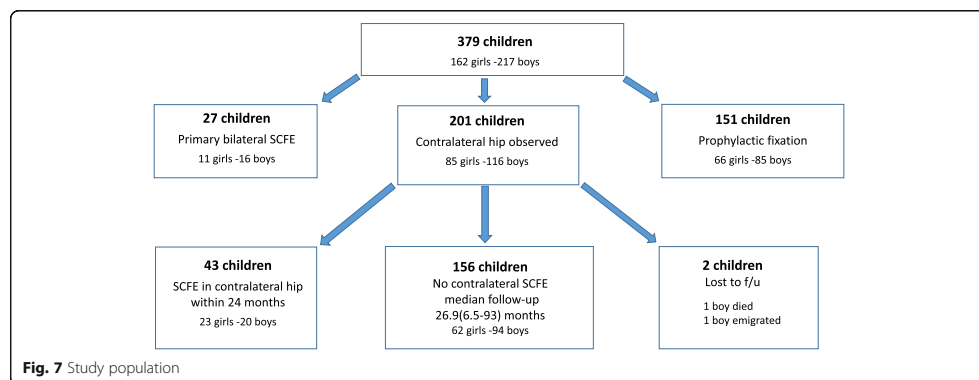 379 children
162 girls -217 boys
27 children
Primary bilateral SCFE
11 girls -16 boys
201 children
Contralateral hip observed
85 girls -116 boys
151 children
Prophylactic fixation
66 girls -85 boys
43 children
SCFE in contralateral hip
within 24 months
23 girls -20 boys
156 children
No contralateral SCFE
median follow-up
26.9(6.5-93) months
62 girls -94 boys
2 children
Lost to f/u
1 boy died
1 boy emigrated
Fig. 7 Study population